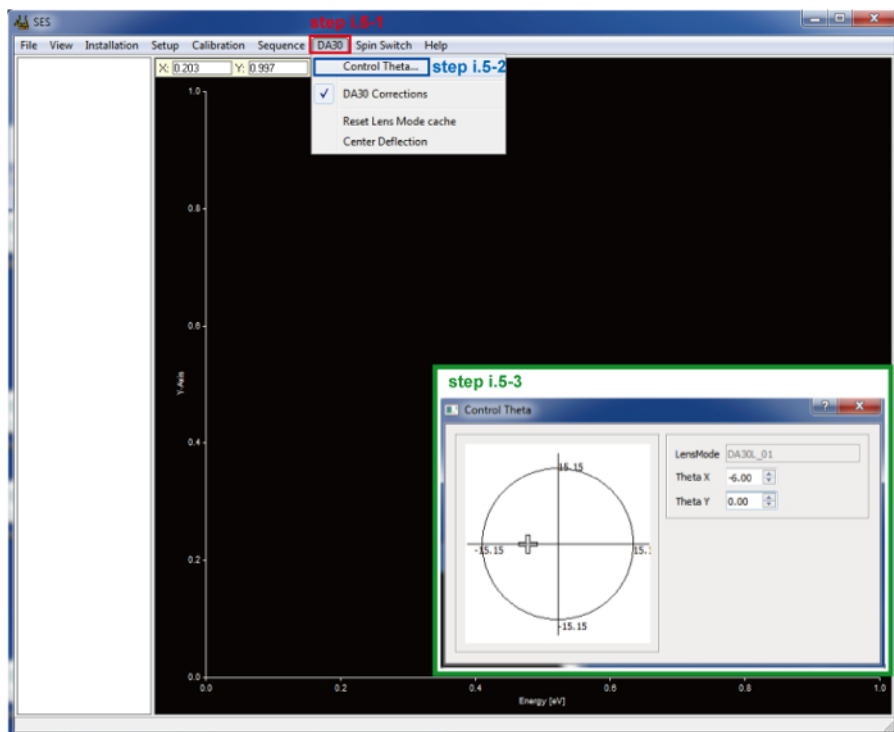 SES
step i.5-1
File View Installation Setup Calibration Sequence DA30 Spin Switch Help
X: 0.203 Y: 0.997
Control Theta... step i.5-2
DA30 Corrections
Reset Lens Mode cache
Center Deflection
1.0
0.8
0.6
Y-Axis
0.4
0.2
0.0
0.0 0.2 0.4 0.6 0.8 1.0
Energy [eV]
step i.5-3
Control Theta
15.15
-15.15
15.1
-15.15
LensMode DA30L_01
Theta X -6.00
Theta Y 0.00